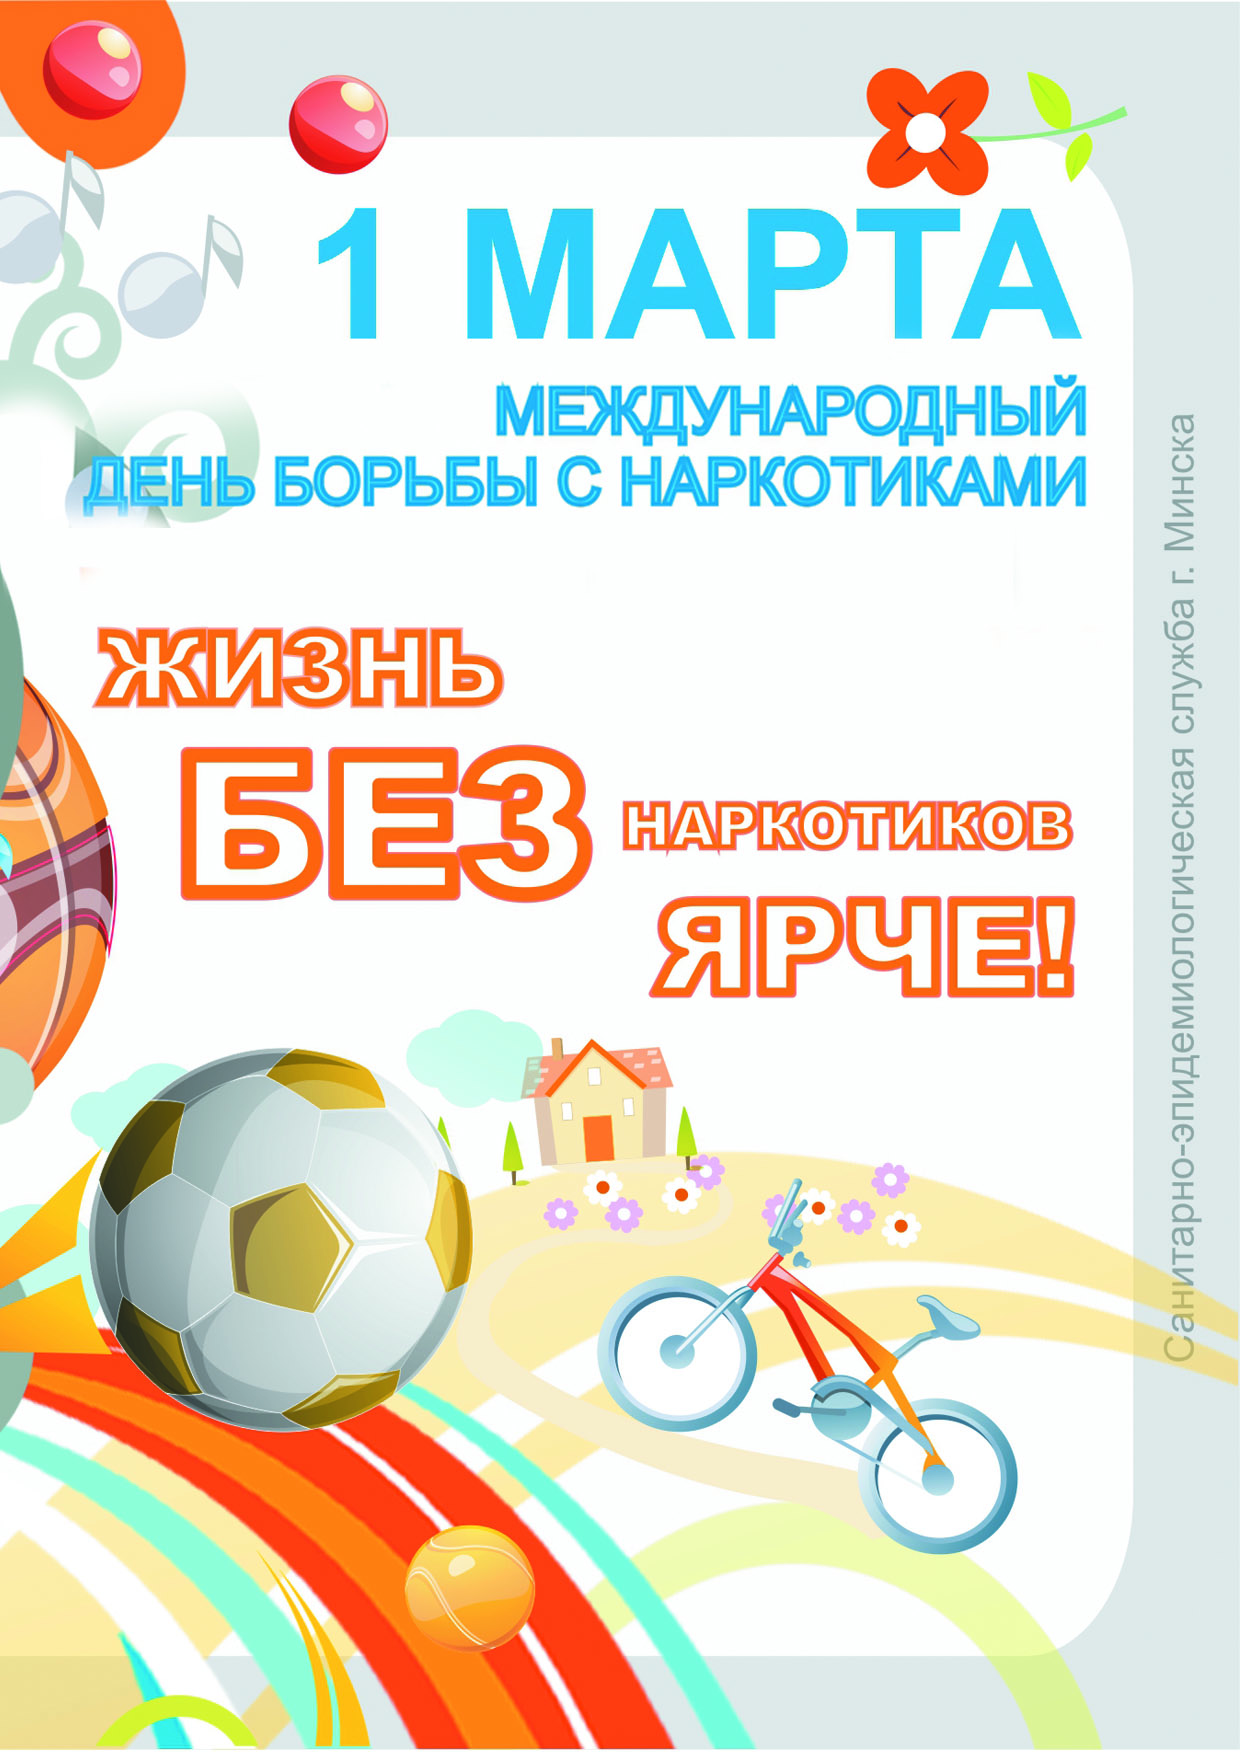 1 МАРТА
МЕЖДУНАРОДНЫЙ
ДЕНЬ БОРЬБЫ С НАРКОТИКАМИ
ЖИЗНЬ
БЕЗ НАРКОТИКОВ
ЯРЧЕ!
Санитарно-эпидемиологическая служба г. Минска